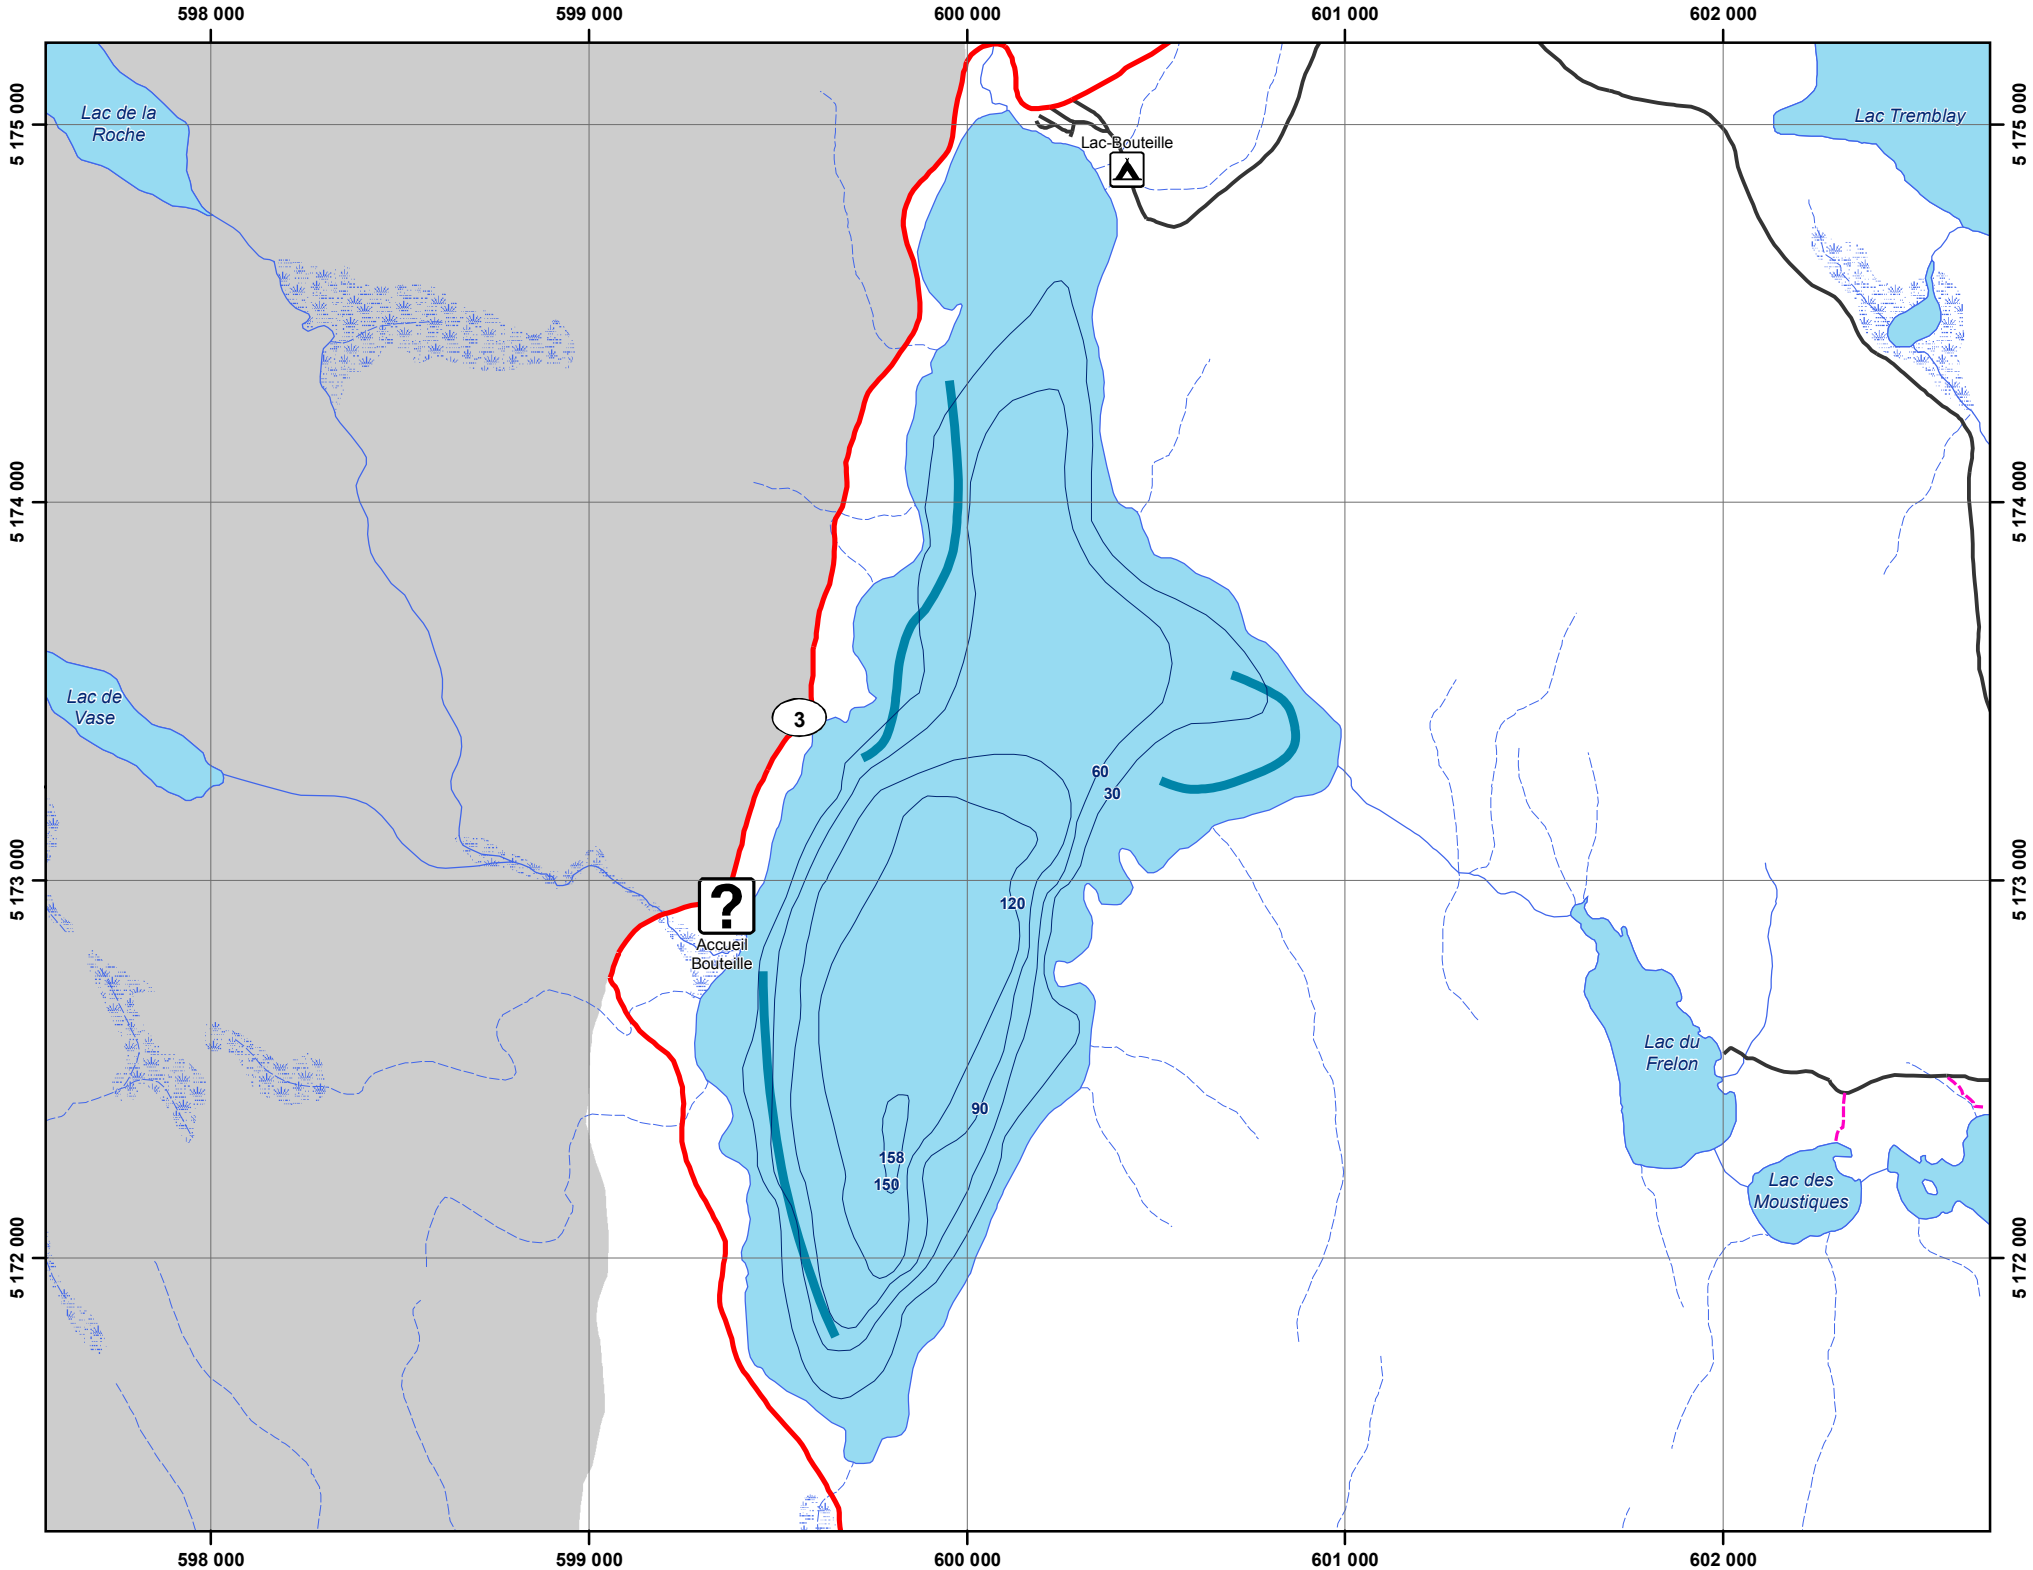 598 000
599 000
600 000
601 000
602 000
5 175 000
5 175 000
Lac de la
Roche
Lac Tremblay
Lac-Bouteille
5 174 000
5 174 000
Lac de
Vase
3
60
30
5 173 000
5 173 000
?
120
Accueil
Bouteille
Lac du
Frelon
90
158
150
Lac des
Moustiques
5 172 000
5 172 000
598 000
599 000
600 000
601 000
602 000